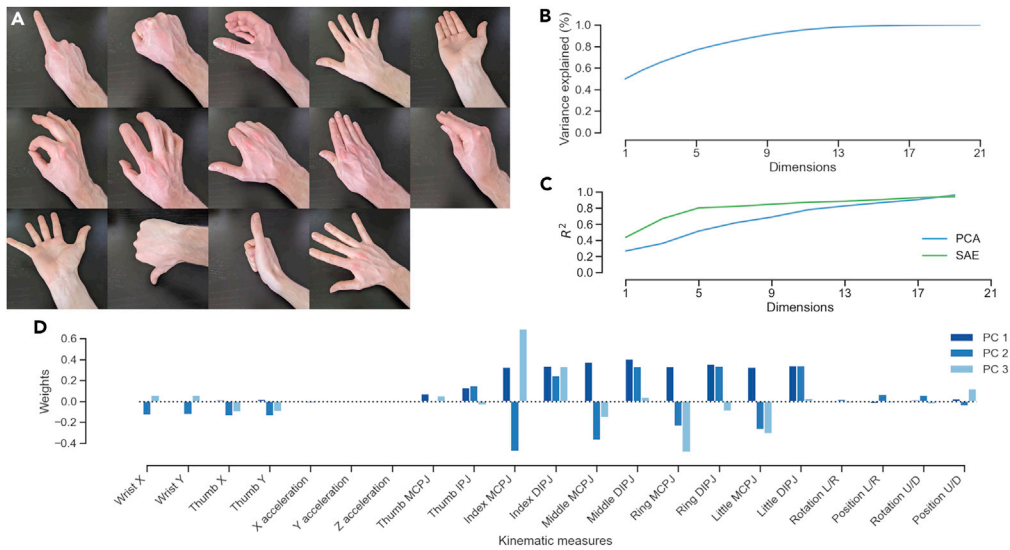 A
B
Variance explained (%)
1.0
0.8
0.6
0.4
0.2
0.0
1 5 9 13 17 21
Dimensions
C
R²
1.0
0.8
0.6
0.4
0.2
0.0
PCA
SAE
1 5 9 13 17 21
Dimensions
D
Weights
0.6
0.4
0.2
0.0
−0.2
−0.4
PC 1
PC 2
PC 3
Wrist X
Wrist Y
Thumb X
Thumb Y
X acceleration
Y acceleration
Z acceleration
Thumb MCPJ
Thumb IPJ
Index MCPJ
Index DIPJ
Middle MCPJ
Middle DIPJ
Ring MCPJ
Ring DIPJ
Little MCPJ
Little DIPJ
Rotation L/R
Position L/R
Rotation U/D
Position U/D
Kinematic measures